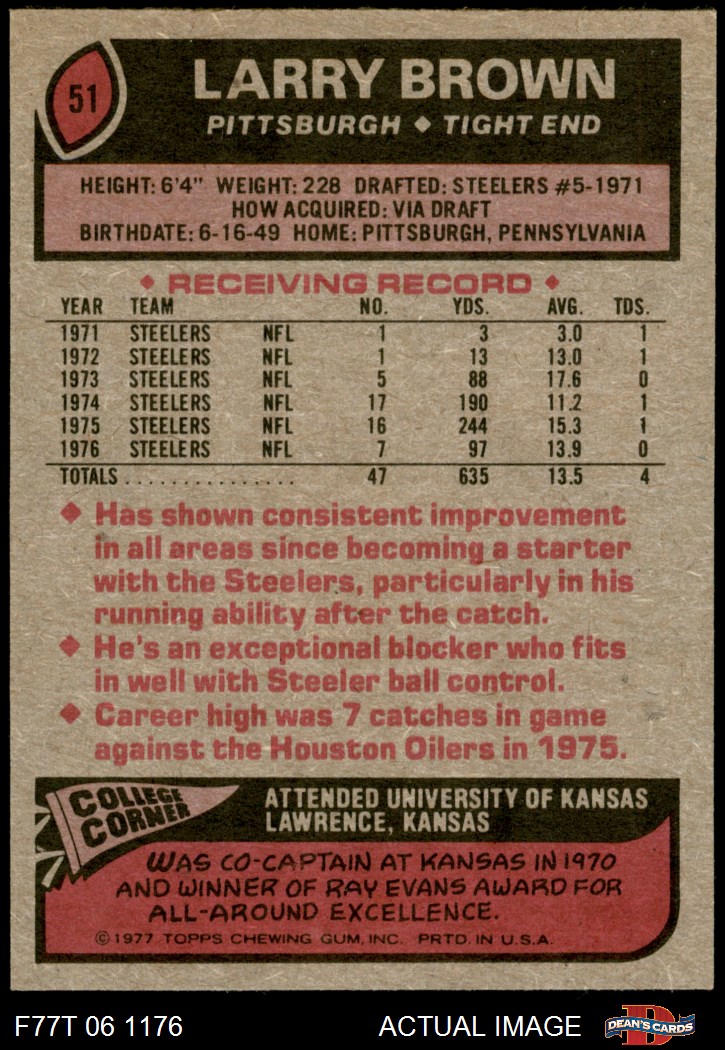 51
LARRY BROWN
PITTSBURGH ◆ TIGHT END
HEIGHT: 6'4" WEIGHT: 228 DRAFTED: STEELERS #5-1971
HOW ACQUIRED: VIA DRAFT
BIRTHDATE: 6-16-49 HOME: PITTSBURGH, PENNSYLVANIA
◆ RECEIVING RECORD ◆
YEAR TEAM NO. YDS. AVG. TDS.
1971 STEELERS NFL 1 3 3.0 1
1972 STEELERS NFL 1 13 13.0 1
1973 STEELERS NFL 5 88 17.6 0
1974 STEELERS NFL 17 190 11.2 1
1975 STEELERS NFL 16 244 15.3 1
1976 STEELERS NFL 7 97 13.9 0
TOTALS ................ 47 635 13.5 4
◆ Has shown consistent improvement
in all areas since becoming a starter
with the Steelers, particularly in his
running ability after the catch.
◆ He's an exceptional blocker who fits
in well with Steeler ball control.
◆ Career high was 7 catches in game
against the Houston Oilers in 1975.
COLLEGE
CORNER
ATTENDED UNIVERSITY OF KANSAS
LAWRENCE, KANSAS
WAS CO-CAPTAIN AT KANSAS IN 1970
AND WINNER OF RAY EVANS AWARD FOR
ALL-AROUND EXCELLENCE.
©1977 TOPPS CHEWING GUM, INC. PRTD. IN U.S.A.
F77T 06 1176 ACTUAL IMAGE
D
DEAN'S CARDS